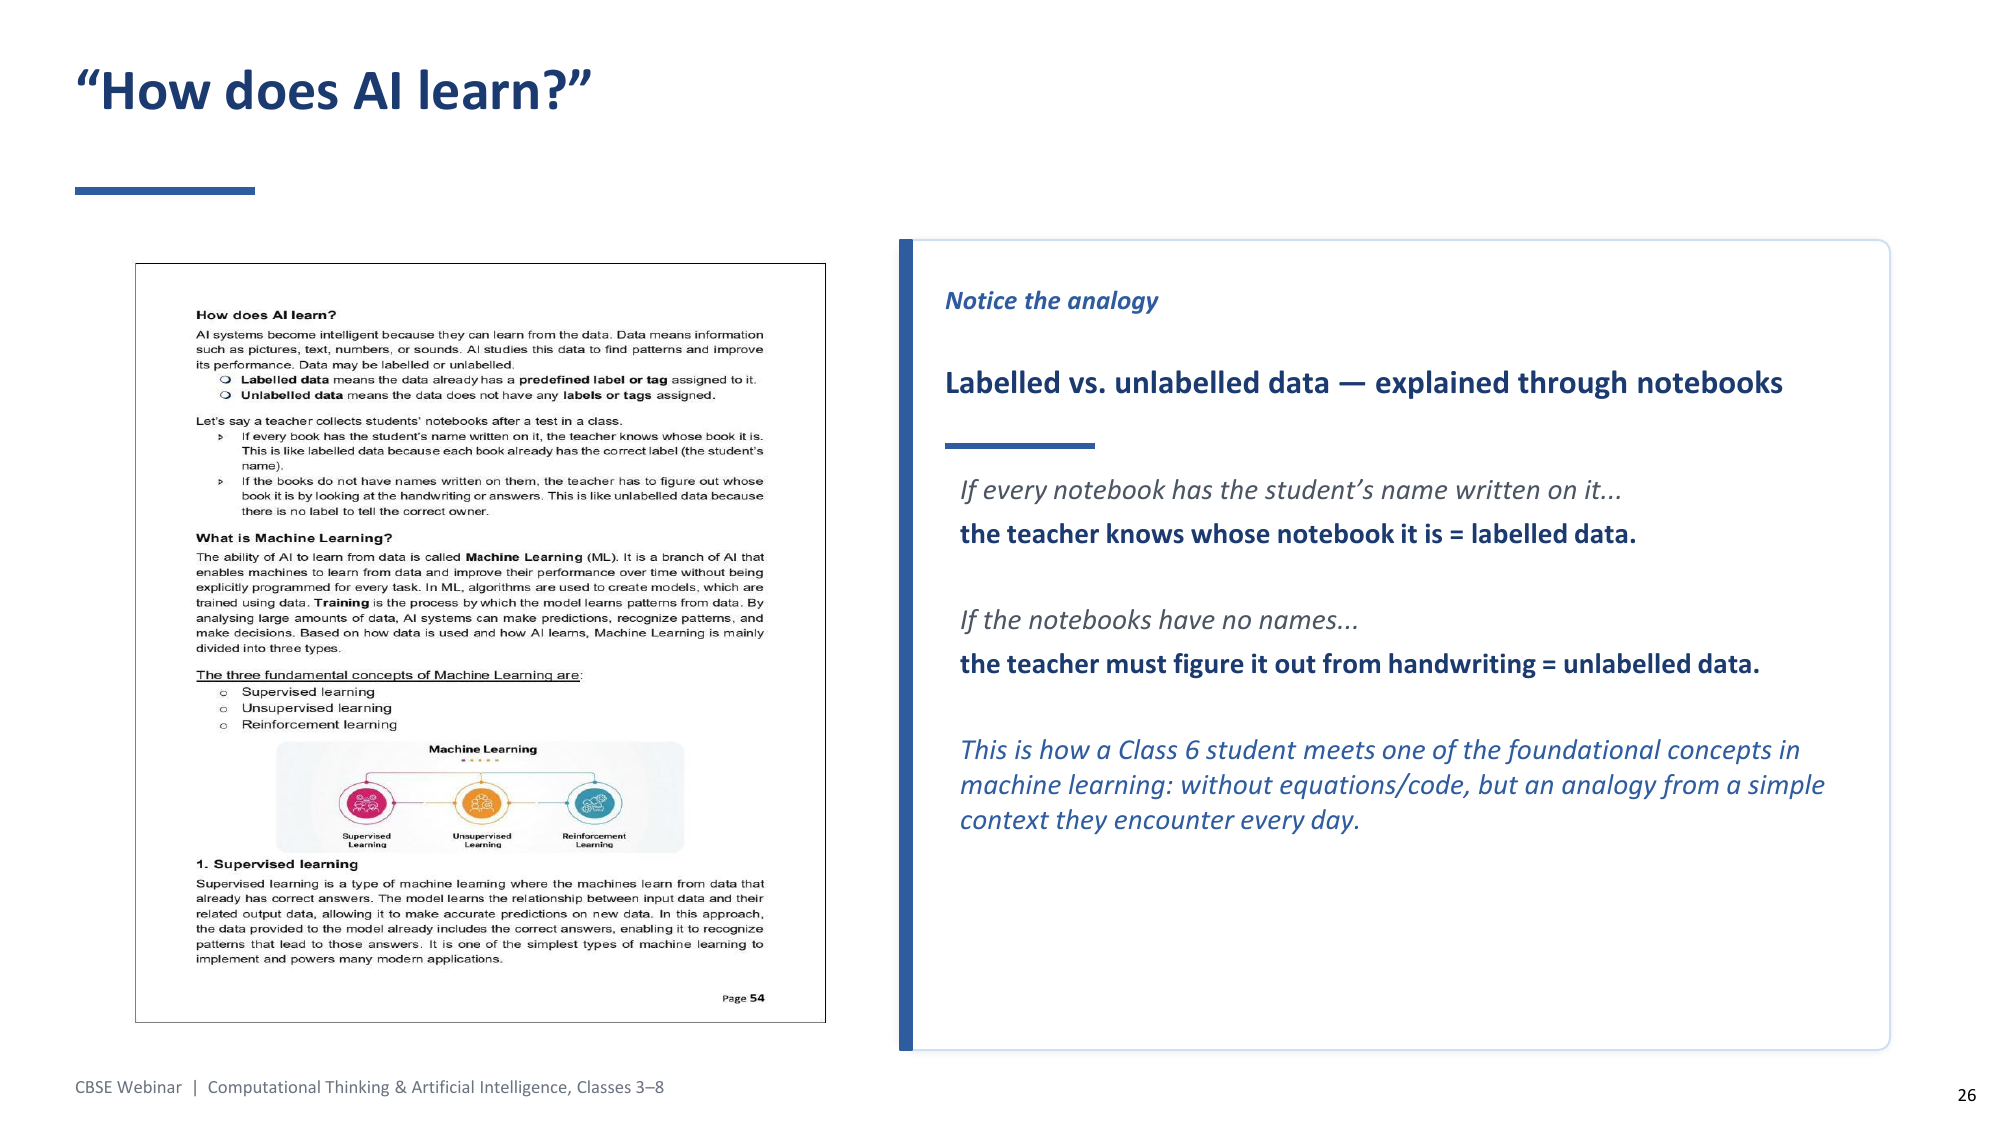 “How does AI learn?”
How does AI learn?
AI systems become intelligent because they can learn from the data. Data means information
such as pictures, text, numbers, or sounds. AI studies this data to find patterns and improve
its performance. Data may be labelled or unlabelled.
Labelled data means the data already has a predefined label or tag assigned to it.
Unlabelled data means the data does not have any labels or tags assigned.
Let's say a teacher collects students' notebooks after a test in a class.
If every book has the student's name written on it, the teacher knows whose book it is.
This is like labelled data because each book already has the correct label (the student's
name).
If the books do not have names written on them, the teacher has to figure out whose
book it is by looking at the handwriting or answers. This is like unlabelled data because
there is no label to tell the correct owner.
What is Machine Learning?
The ability of AI to learn from data is called Machine Learning (ML). It is a branch of AI that
enables machines to learn from data and improve their performance over time without being
explicitly programmed for every task. In ML, algorithms are used to create models, which are
trained using data. Training is the process by which the model learns patterns from data. By
analysing large amounts of data, AI systems can make predictions, recognize patterns, and
make decisions. Based on how data is used and how AI learns, Machine Learning is mainly
divided into three types.
The three fundamental concepts of Machine Learning are:
Supervised learning
Unsupervised learning
Reinforcement learning
Machine Learning
Supervised
Learning
Unsupervised
Learning
Reinforcement
Learning
1. Supervised learning
Supervised learning is a type of machine learning where the machines learn from data that
already has correct answers. The model learns the relationship between input data and their
related output data, allowing it to make accurate predictions on new data. In this approach,
the data provided to the model already includes the correct answers, enabling it to recognize
patterns that lead to those answers. It is one of the simplest types of machine learning to
implement and powers many modern applications.
Page 54
Notice the analogy
Labelled vs. unlabelled data — explained through notebooks
If every notebook has the student’s name written on it...
the teacher knows whose notebook it is = labelled data.
If the notebooks have no names...
the teacher must figure it out from handwriting = unlabelled data.
This is how a Class 6 student meets one of the foundational concepts in
machine learning: without equations/code, but an analogy from a simple
context they encounter every day.
CBSE Webinar | Computational Thinking & Artificial Intelligence, Classes 3–8
26